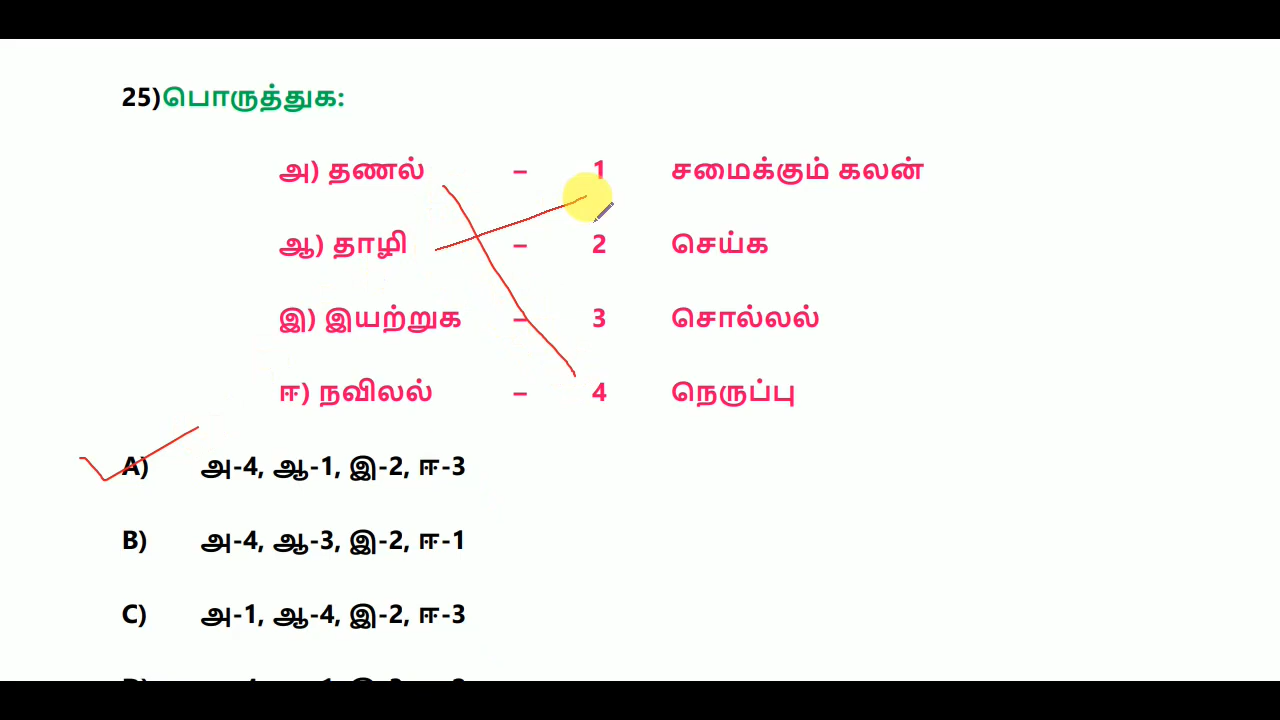 25)பொருத்துக:
அ) தணல் – 1 சமைக்கும் கலன்
ஆ) தாழி – 2 செய்க
இ) இயற்றுக – 3 சொல்லல்
ஈ) நவிலல் – 4 நெருப்பு
A) அ-4, ஆ-1, இ-2, ஈ-3
B) அ-4, ஆ-3, இ-2, ஈ-1
C) அ-1, ஆ-4, இ-2, ஈ-3